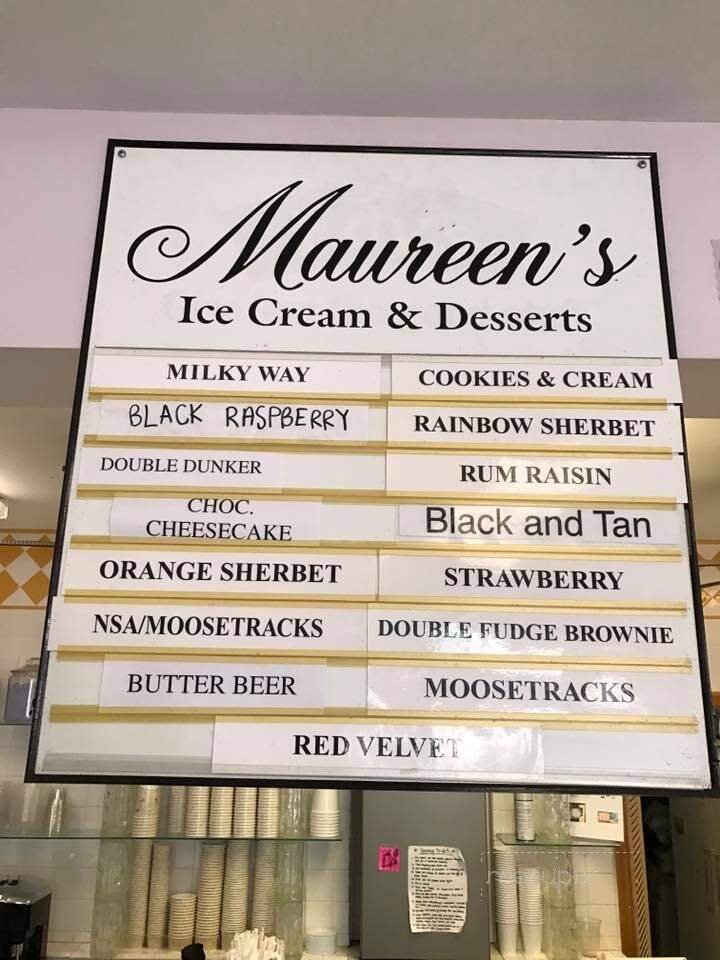 Maureen's
Ice Cream & Desserts
MILKY WAY
COOKIES & CREAM
BLACK RASPBERRY
RAINBOW SHERBET
DOUBLE DUNKER
RUM RAISIN
CHOC.
CHEESECAKE
Black and Tan
ORANGE SHERBET
STRAWBERRY
NSA/MOOSETRACKS
DOUBLE FUDGE BROWNIE
BUTTER BEER
MOOSETRACKS
RED VELVET